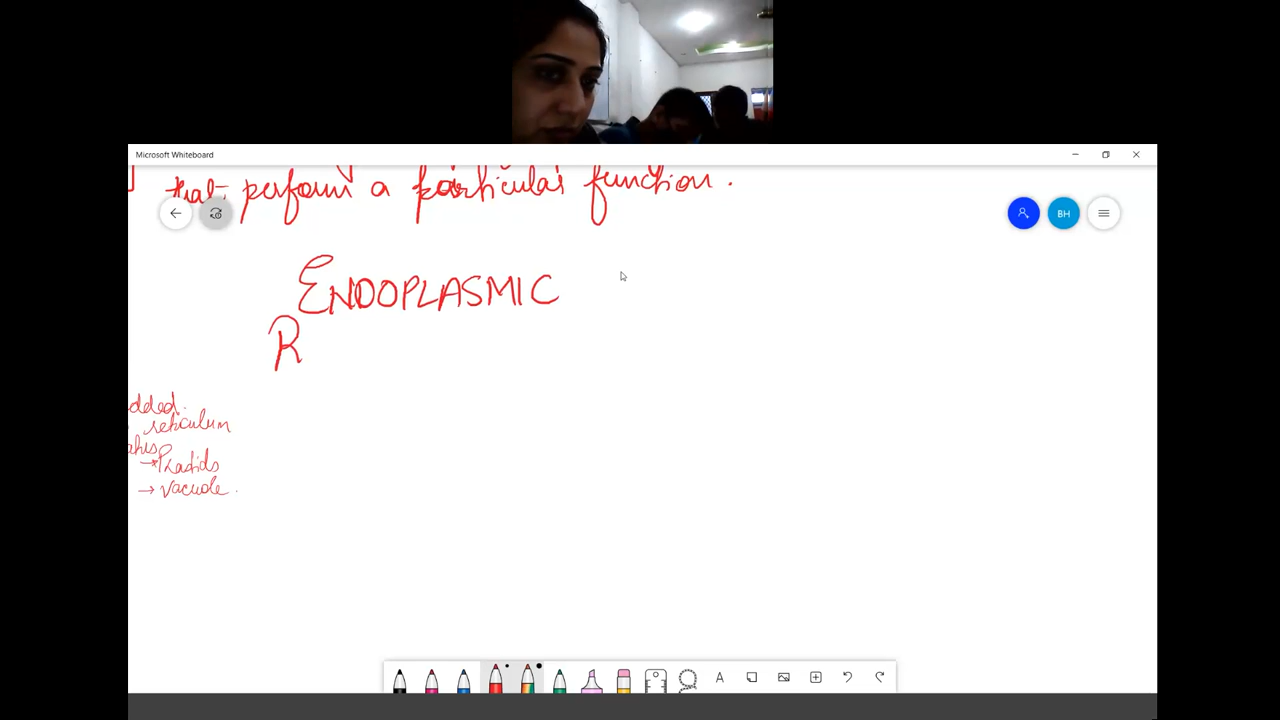 Microsoft Whiteboard
that perform a particular function.
BH
ENDOPLASMIC
R
dded.
reticulum
Plastids
→ Vacuole.
A